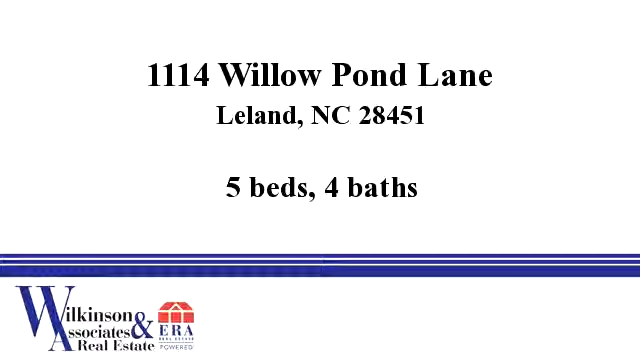 1114 Willow Pond Lane
Leland, NC 28451
5 beds, 4 baths
Wilkinson &
Associates
Real Estate
ERA
REAL ESTATE
POWERED